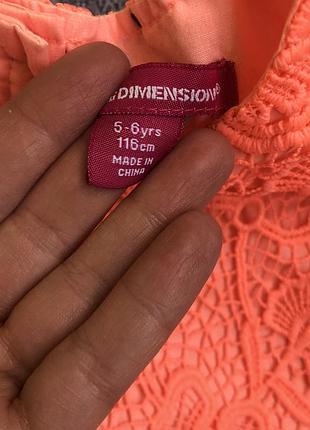 DIMENSION®
5-6yrs
116cm
MADE IN
CHINA